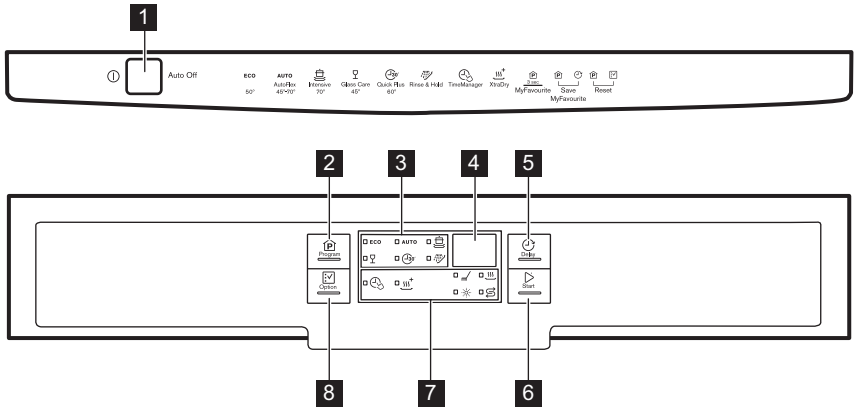 1
Auto Off
ECO AUTO
AutoFlex Intensive Glass Care Quick Plus Rinse & Hold TimeManager XtraDry MyFavourite Save Reset
50° 45°-70° 70° 45° 60° MyFavourite
30'
3 sec
2 3 4 5
Program
ECO AUTO
30'
Delay
Option
Start
8 7 6